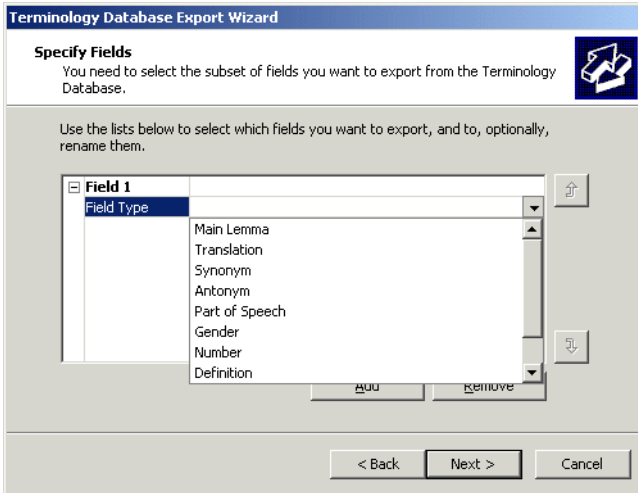 Terminology Database Export Wizard
Specify Fields
You need to select the subset of fields you want to export from the Terminology
Database.
Use the lists below to select which fields you want to export, and to, optionally,
rename them.
Field 1
Field Type
Main Lemma
Translation
Synonym
Antonym
Part of Speech
Gender
Number
Definition
Add Remove
< Back Next > Cancel